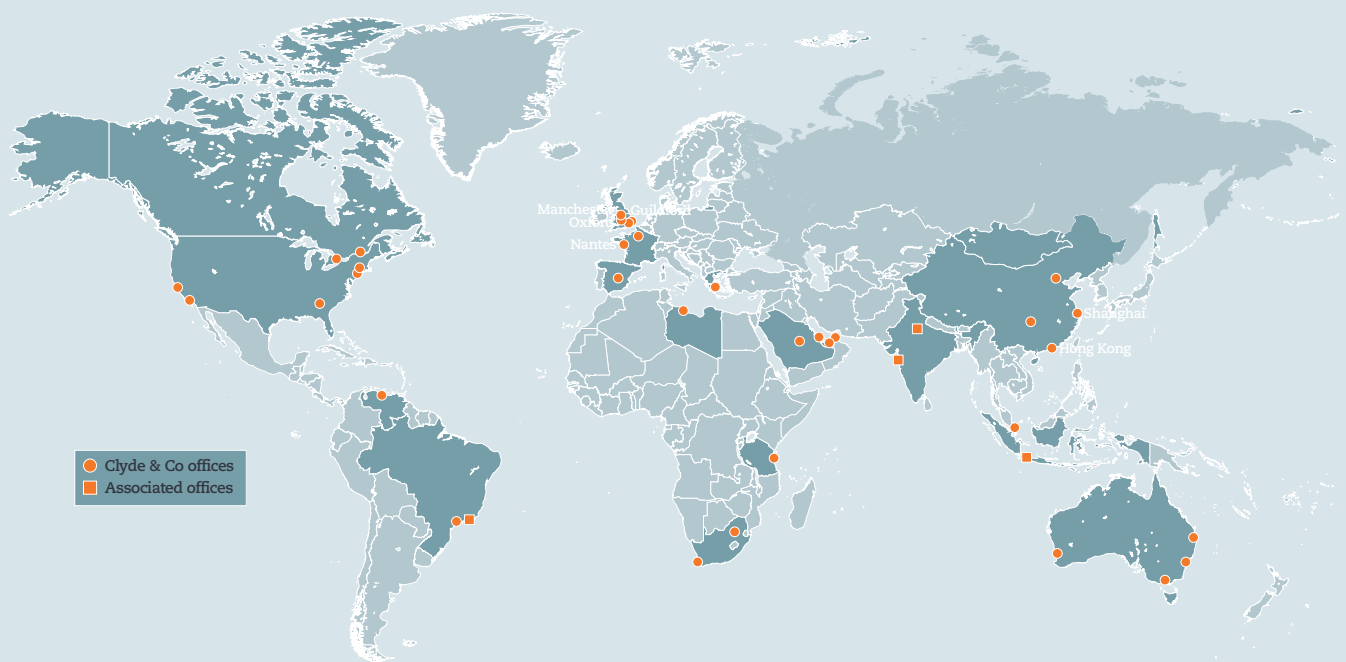 Manchester
Guildford
Oxford
Nantes
Shanghai
Hong Kong
Clyde & Co offices
Associated offices